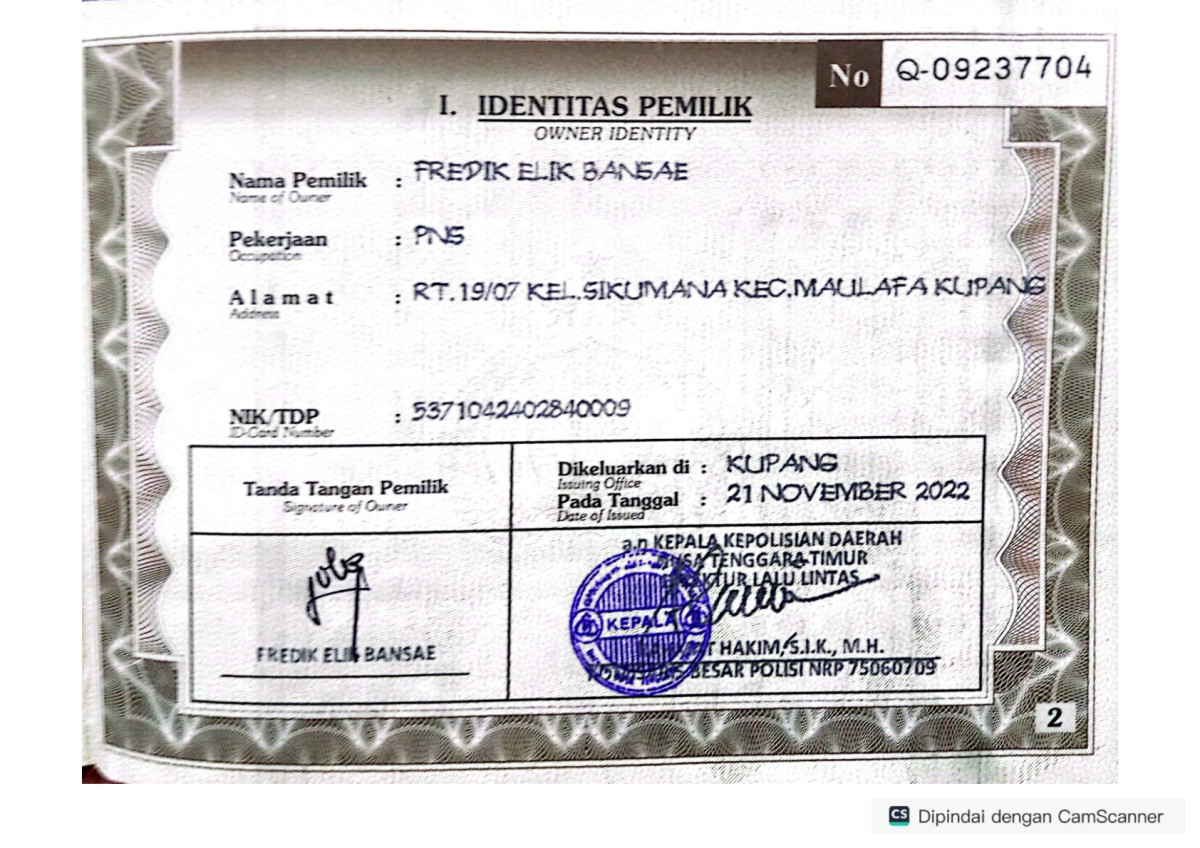 No Q-09237704
I. IDENTITAS PEMILIK
OWNER IDENTITY
Nama Pemilik : FREDIK ELIK BANSAE
Name of Owner
Pekerjaan : PNS
Occupation
Alamat : RT.19/07 KEL.SIKUMANA KEC.MAULAFA KUPANG
Address
NIK/TDP : 5371042402840009
ID-Card Number
Tanda Tangan Pemilik
Signature of Owner
FREDIK ELIK BANSAE
Dikeluarkan di : KUPANG
Issuing Office
Pada Tanggal : 21 NOVEMBER 2022
Date of Issued
a.n KEPALA KEPOLISIAN DAERAH
NUSA TENGGARA TIMUR
LALU LINTAS
KEPALA
HAKIM, S.I.K., M.H.
BESAR POLISI NRP 75060709
2
CS Dipindai dengan CamScanner